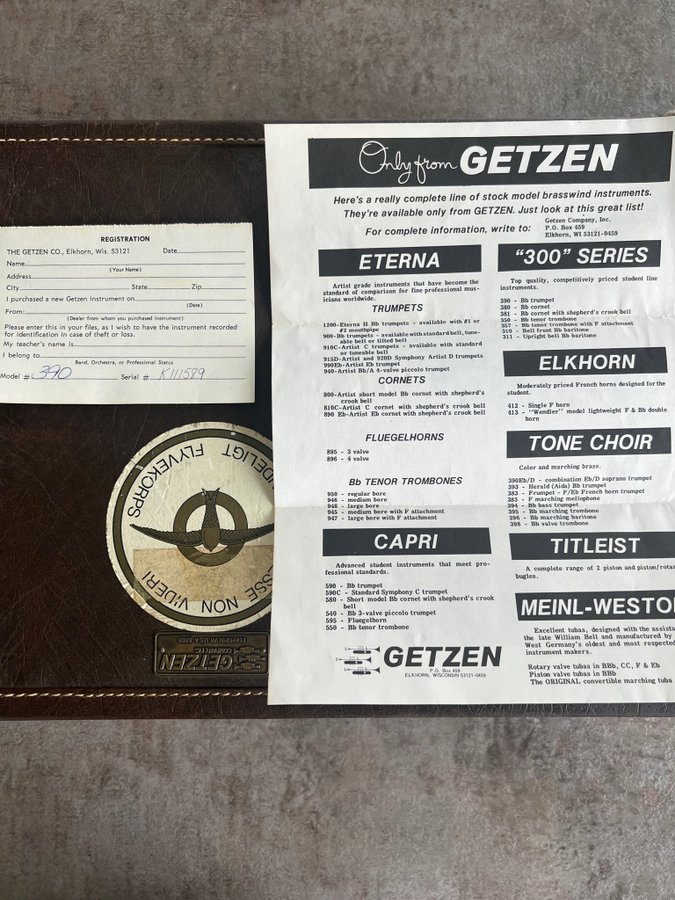 REGISTRATION
THE GETZEN CO., Elkhorn, Wis. 53121 Date
Name
(Your Name)
Address
City State Zip
I purchased a new Getzen Instrument on
(Date)
From:
(Dealer from whom you purchased Instrument)
Please enter this in your files, as I wish to have the instrument recorded
for identification in case of theft or loss.
My teacher's name is
I belong to
Band, Orchestra, or Professional Status
Model # 390 Serial # K111589
NDELIGT FLYVEKORPS
ESSE NON VIDERI
GETZEN
COMPANY INC.
ELKHORN, WI. U.S.A. 53121
Only from GETZEN
Here's a really complete line of stock model brasswind instruments.
They're available only from GETZEN. Just look at this great list!
For complete information, write to:
Getzen Company, Inc.
P.O. Box 459
Elkhorn, WI 53121-0459
ETERNA
Artist grade instruments that have become the
standard of comparison for fine professional mus-
icians worldwide.
TRUMPETS
1200-Eterna II Bb trumpets - available with #1 or
#2 mouthpipe
900-Bb trumpets - available with standard bell, tune-
able bell or tilted bell
910C-Artist C trumpets - available with standard
or tuneable bell
915D-Artist and 920D Symphony Artist D trumpets
990Eb-Artist Eb trumpet
940-Artist Bb/A 4-valve piccolo trumpet
CORNETS
800-Artist short model Bb cornet with shepherd's
crook bell
810C-Artist C cornet with shepherd's crook bell
890 Eb-Artist Eb cornet with shepherd's crook bell
FLUEGELHORNS
895 - 3 valve
896 - 4 valve
Bb TENOR TROMBONES
950 - regular bore
946 - medium bore
948 - large bore
945 - medium bore with F attachment
947 - large bore with F attachment
CAPRI
Advanced student instruments that meet pro-
fessional standards.
590 - Bb trumpet
590C - Standard Symphony C trumpet
580 - Short model Bb cornet with shepherd's crook
bell
540 - Bb 3-valve piccolo trumpet
595 - Fluegelhorn
550 - Bb tenor trombone
GETZEN
P.O. Box 459
ELKHORN, WISCONSIN 53121-0459
"300" SERIES
Top quality, competitively priced student line
instruments.
390 - Bb trumpet
380 - Bb cornet
381 - Bb cornet with shepherd's crook bell
350 - Bb tenor trombone
357 - Bb tenor trombone with F attachment
310 - Bell front Bb baritone
311 - Upright bell Bb baritone
ELKHORN
Moderately priced French horns designed for the
student.
412 - Single F horn
413 - "Wendler" model lightweight F & Bb double
horn
TONE CHOIR
Color and marching brass.
390Eb/D - combination Eb/D soprano trumpet
393 - Herald (Aida) Bb trumpet
383 - Frumpet - F/Eb French horn trumpet
385 - F marching mellophone
394 - Bb bass trumpet
395 - Bb marching trombone
396 - Bb marching baritone
398 - Bb valve trombone
TITLEIST
A complete range of 2 piston and piston/rota
bugles.
MEINL-WESTO
Excellent tubas, designed with the assista
the late William Bell and manufactured by
West Germany's oldest and most respected
instrument makers.
Rotary valve tubas in BBb, CC, F & Eb
Piston valve tubas in BBb
The ORIGINAL convertible marching tuba